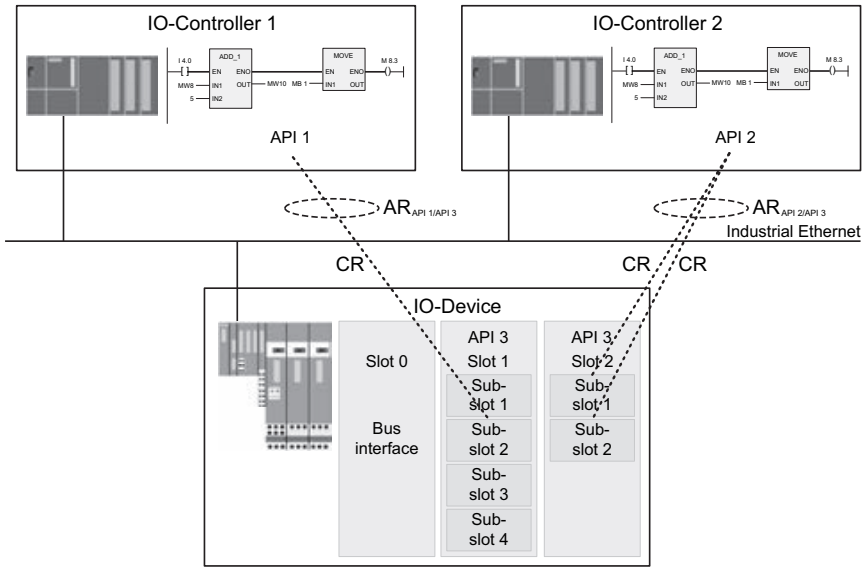 IO-Controller 1
I 4.0
ADD_1
MOVE
M 8.3
EN ENO
EN ENO
MW8 IN1 OUT MW10 MB 1 IN1 OUT
5 IN2
API 1
IO-Controller 2
I 4.0
ADD_1
MOVE
M 8.3
EN ENO
EN ENO
MW8 IN1 OUT MW10 MB 1 IN1 OUT
5 IN2
API 2
AR API 1/API 3
AR API 2/API 3
Industrial Ethernet
CR
CR CR
IO-Device
Slot 0
Bus
interface
API 3
Slot 1
Sub-
slot 1
Sub-
slot 2
Sub-
slot 3
Sub-
slot 4
API 3
Slot 2
Sub-
slot 1
Sub-
slot 2